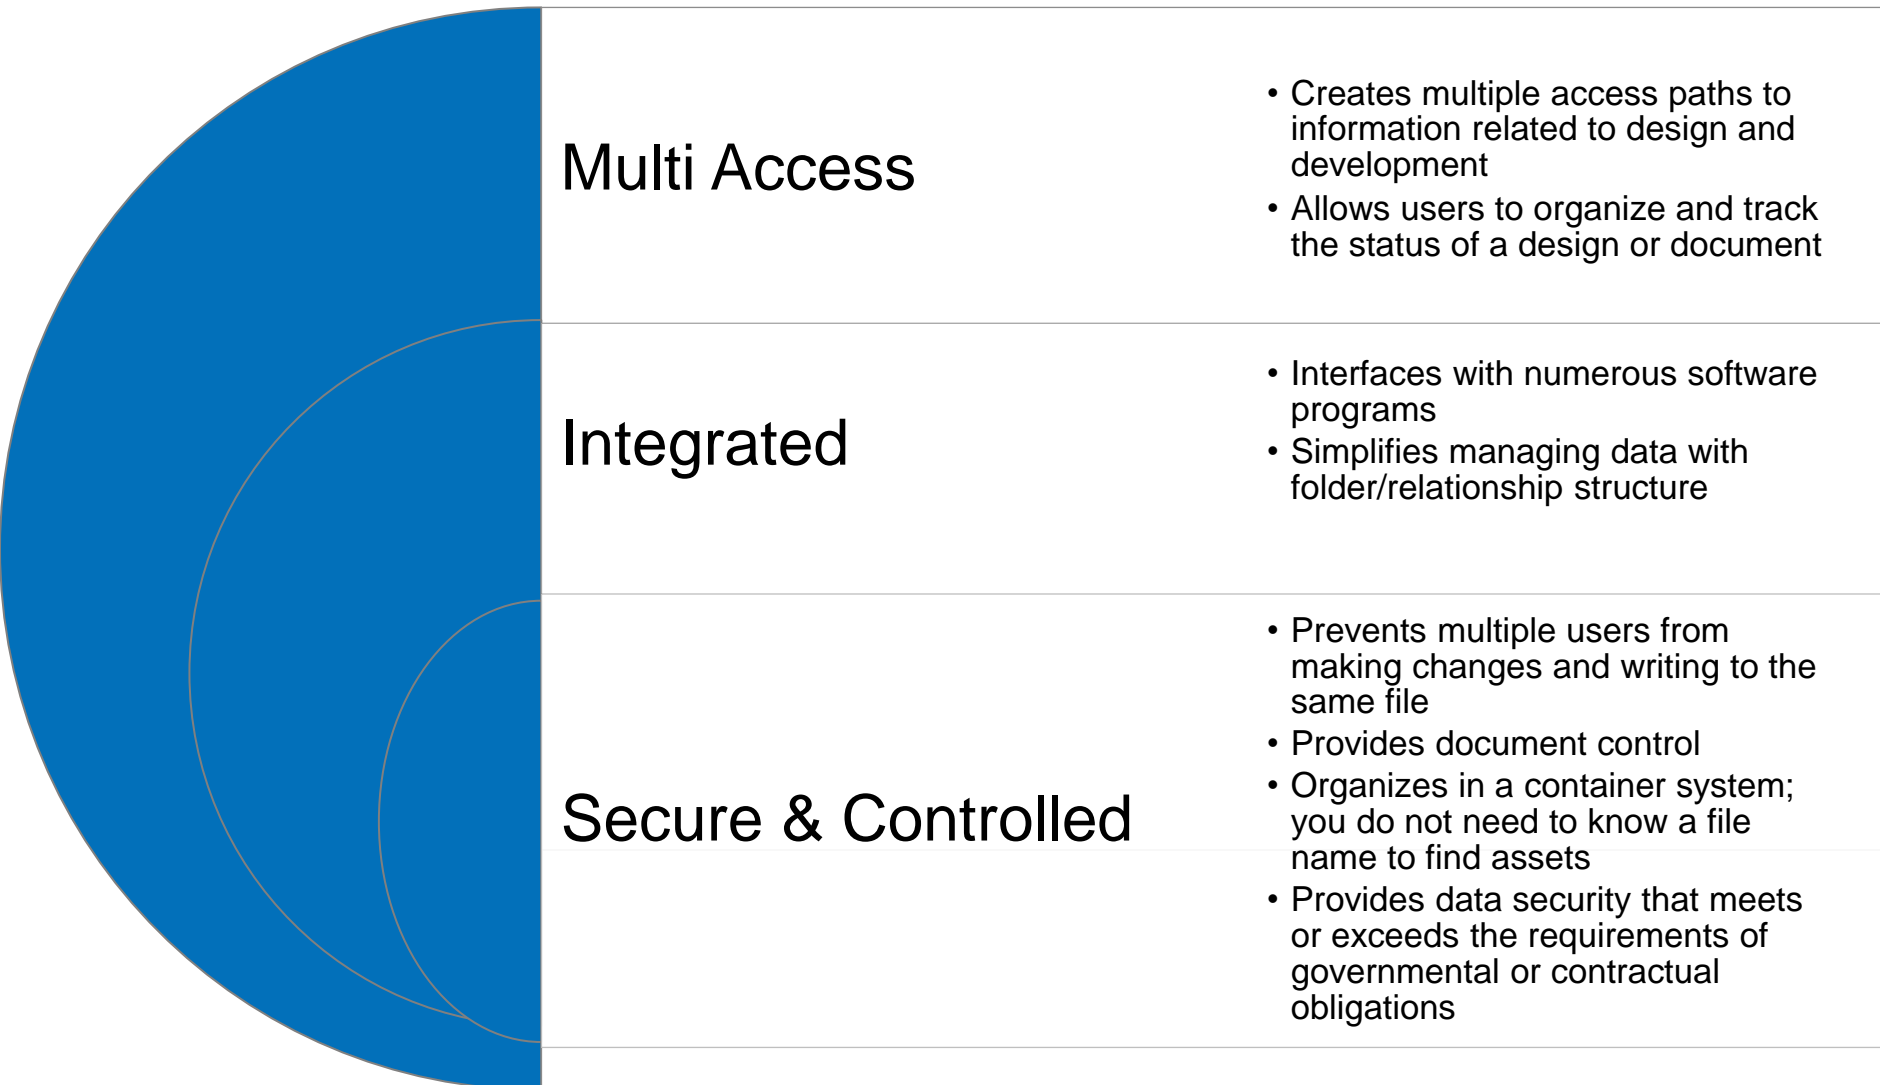 Multi Access
• Creates multiple access paths to
information related to design and
development
• Allows users to organize and track
the status of a design or document
Integrated
• Interfaces with numerous software
programs
• Simplifies managing data with
folder/relationship structure
Secure & Controlled
• Prevents multiple users from
making changes and writing to the
same file
• Provides document control
• Organizes in a container system;
you do not need to know a file
name to find assets
• Provides data security that meets
or exceeds the requirements of
governmental or contractual
obligations